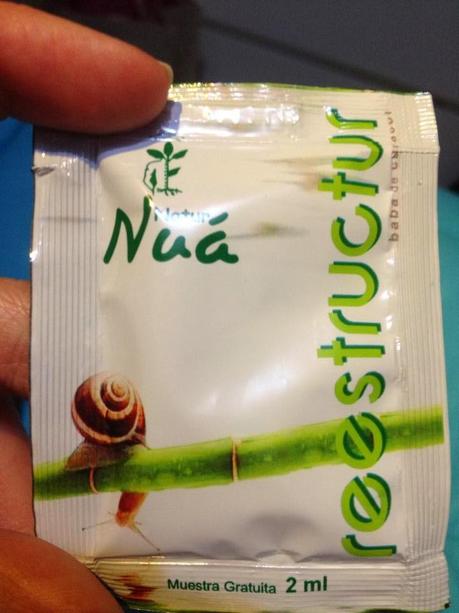 Natur
Nuá
reestructur
baba de caracol
Muestra Gratuita 2 ml